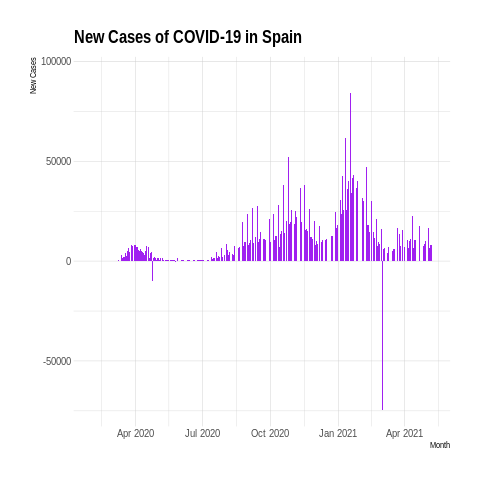 New Cases of COVID-19 in Spain
New Cases
100000
50000
0
-50000
Apr 2020 Jul 2020 Oct 2020 Jan 2021 Apr 2021
Month